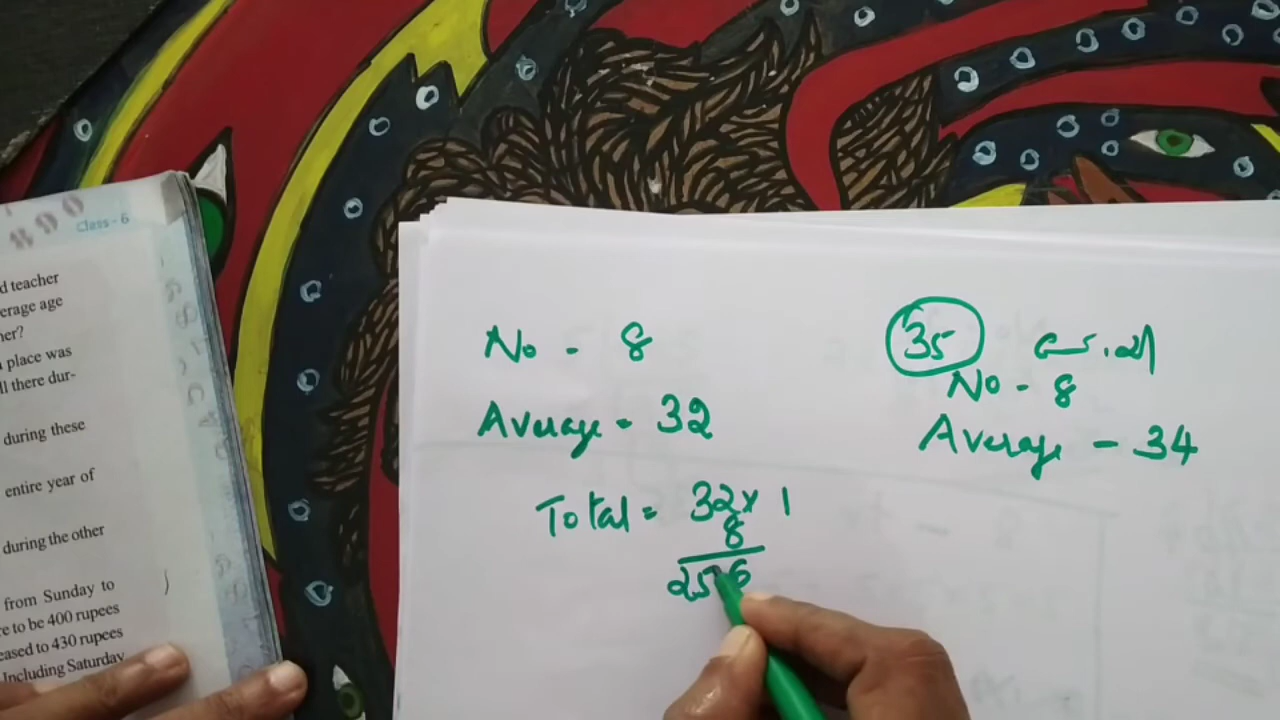 Class - 6
d teacher
erage age
her?
place was
ll there dur-
during these
entire year of
during the other
from Sunday to
re to be 400 rupees
eased to 430 rupees
Including Saturday
No - 8
Average - 32
Total = 32 x 1
8
256
35
No - 8
Average - 34